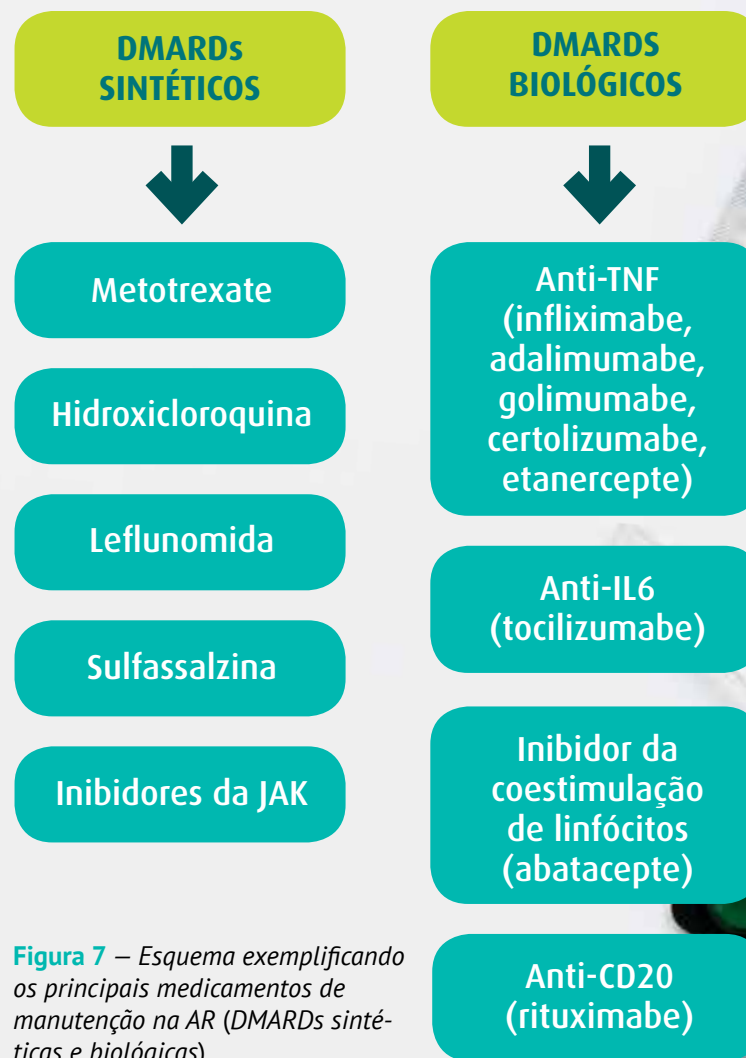 DMARDs
SINTÉTICOS
Metotrexate
Hidroxicloroquina
Leflunomida
Sulfassalzina
Inibidores da JAK
DMARDS
BIOLÓGICOS
Anti-TNF
(infliximabe,
adalimumabe,
golimumabe,
certolizumabe,
etanercepte)
Anti-IL6
(tocilizumabe)
Inibidor da
coestimulação
de linfócitos
(abatacepte)
Anti-CD20
(rituximabe)
Figura 7 — Esquema exemplificando
os principais medicamentos de
manutenção na AR (DMARDs sinté-
ticas e biológicas)